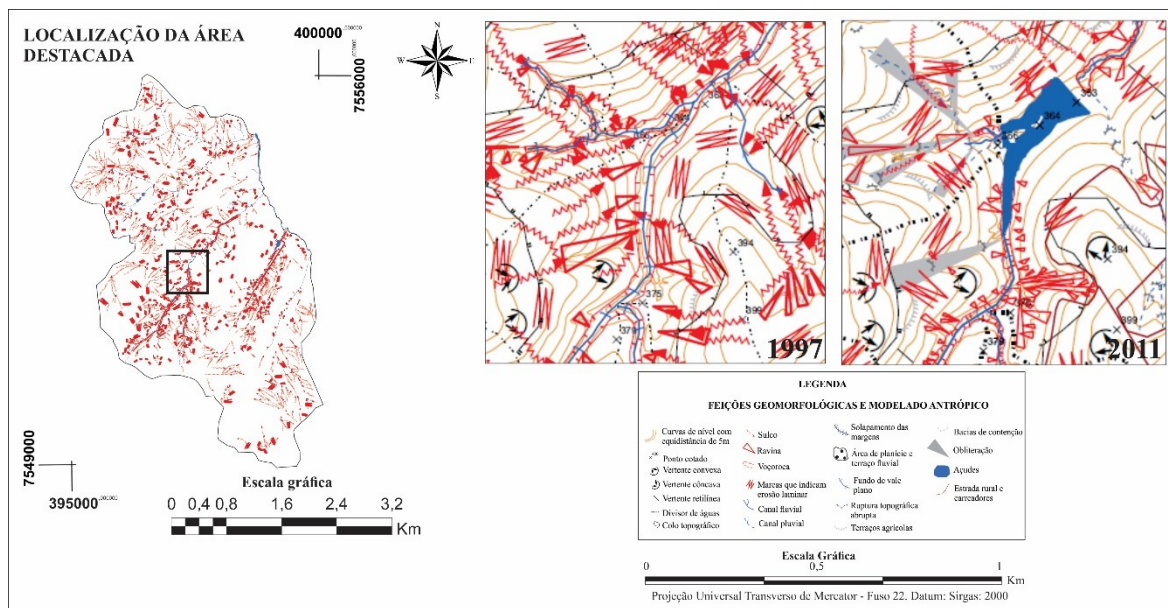 LOCALIZAÇÃO DA ÁREA
DESTACADA
400000
7556000
N
W
E
S
7549000
395000
Escala gráfica
0 0,4 0,8 1,6 2,4 3,2
Km
394
375
399
379
1997
363
364
366
394
378
399
379
2011
LEGENDA
FEIÇÕES GEOMORFOLÓGICAS E MODELADO ANTRÓPICO
Curvas de nível com
equidistância de 5m
Ponto cotado
Vertente convexa
Vertente côncava
Vertente retilínea
Divisor de águas
Colo topográfico
Sulco
Ravina
Voçoroca
Marcas que indicam
erosão laminar
Canal fluvial
Canal pluvial
Solapamento das
margens
Área de planície e
terraço fluvial
Fundo de vale
plano
Ruptura topográfica
abrupta
Terraços agrícolas
Bacias de contenção
Obliteração
Açudes
Estrada rural e
carreadores
Escala Gráfica
0 0,5 1
Km
Projeção Universal Transverso de Mercator - Fuso 22. Datum: Sirgas: 2000